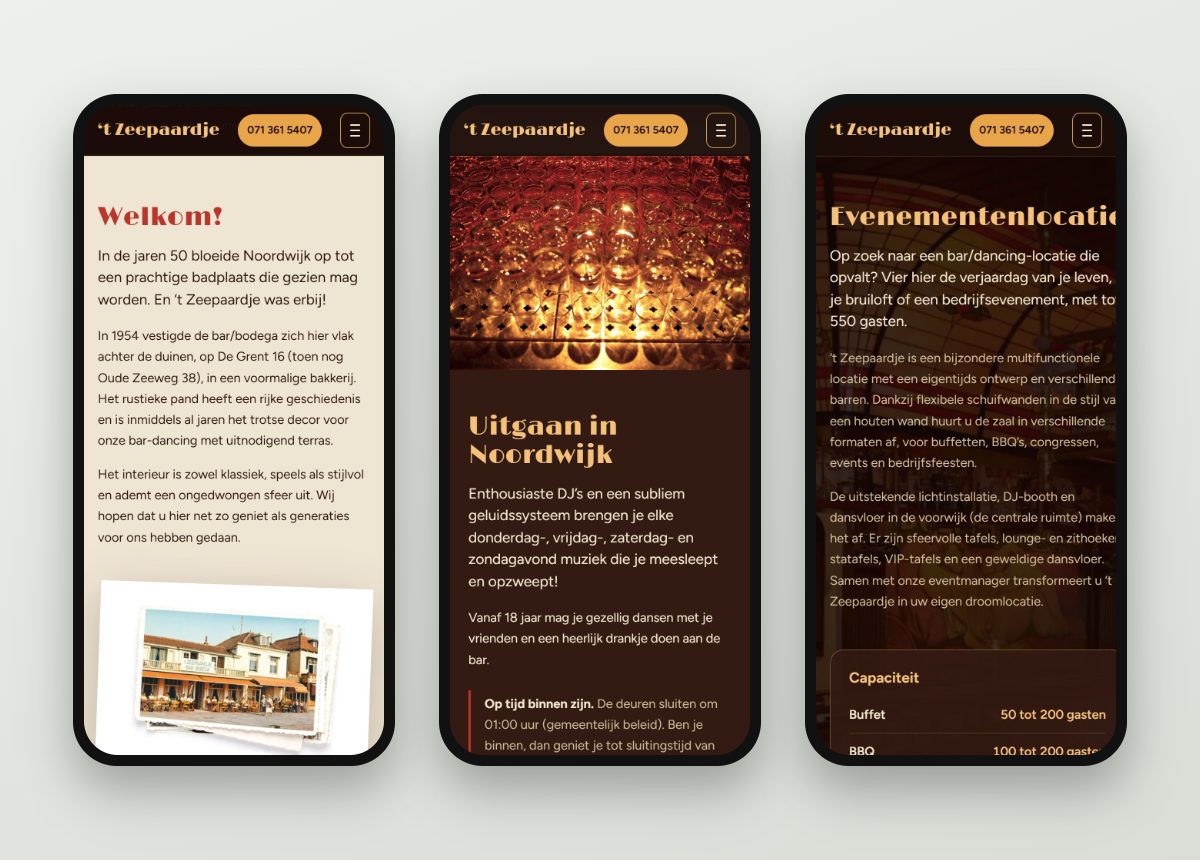 't Zeepaardje
071 361 5407
Welkom!
In de jaren 50 bloeide Noordwijk op tot
een prachtige badplaats die gezien mag
worden. En 't Zeepaardje was erbij!
In 1954 vestigde de bar/bodega zich hier vlak
achter de duinen, op De Grent 16 (toen nog
Oude Zeeweg 38), in een voormalige bakkerij.
Het rustieke pand heeft een rijke geschiedenis
en is inmiddels al jaren het trotse decor voor
onze bar-dancing met uitnodigend terras.
Het interieur is zowel klassiek, speels als stijlvol
en ademt een ongedwongen sfeer uit. Wij
hopen dat u hier net zo geniet als generaties
voor ons hebben gedaan.
't Zeepaardje
071 361 5407
Uitgaan in
Noordwijk
Enthousiaste DJ's en een subliem
geluidssysteem brengen je elke
donderdag-, vrijdag-, zaterdag- en
zondagavond muziek die je meesleept
en opzweept!
Vanaf 18 jaar mag je gezellig dansen met je
vrienden en een heerlijk drankje doen aan de
bar.
Op tijd binnen zijn. De deuren sluiten om
01:00 uur (gemeentelijk beleid). Ben je
binnen, dan geniet je tot sluitingstijd van
't Zeepaardje
071 361 5407
Evenementenlocatie
Op zoek naar een bar/dancing-locatie die
opvalt? Vier hier de verjaardag van je leven,
je bruiloft of een bedrijfsevenement, met tot
550 gasten.
't Zeepaardje is een bijzondere multifunctionele
locatie met een eigentijds ontwerp en verschillend
barren. Dankzij flexibele schuifwanden in de stijl va
een houten wand huurt u de zaal in verschillende
formaten af, voor buffetten, BBQ's, congressen,
events en bedrijfsfeesten.
De uitstekende lichtinstallatie, DJ-booth en
dansvloer in de voorwijk (de centrale ruimte) make
het af. Er zijn sfeervolle tafels, lounge- en zithoeken
statafels, VIP-tafels en een geweldige dansvloer.
Samen met onze eventmanager transformeert u 't
Zeepaardje in uw eigen droomlocatie.
Capaciteit
Buffet 50 tot 200 gasten
BBQ 100 tot 200 gasten